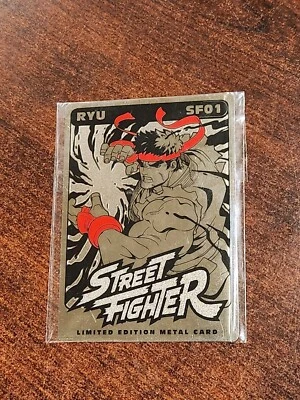 RYU SF01
STREET
FIGHTER
LIMITED EDITION METAL CARD